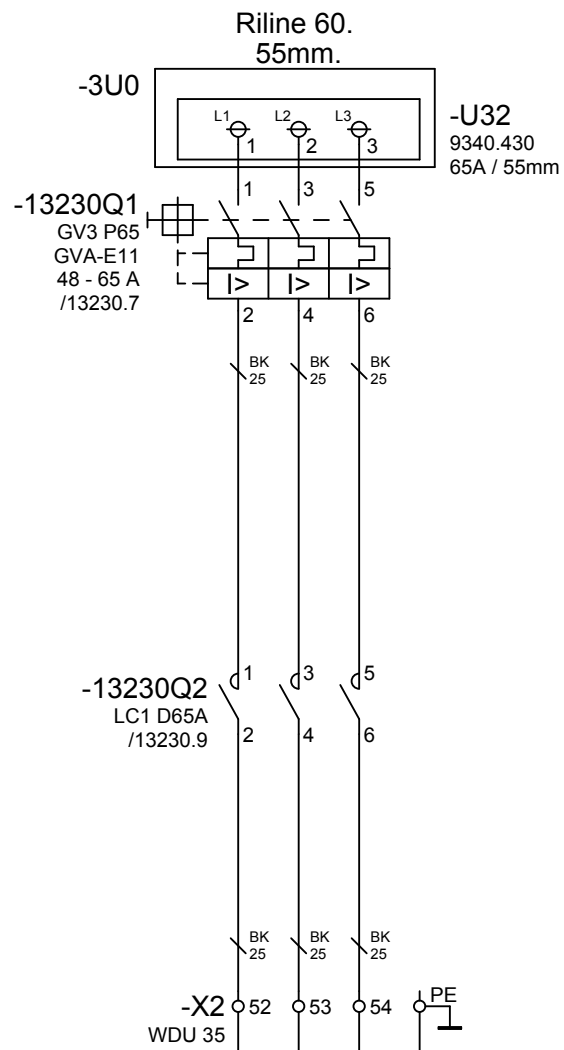 Riline 60.
55mm.
-3U0
L1 L2 L3
1 2 3
-U32
9340.430
65A / 55mm
-13230Q1
GV3 P65
GVA-E11
48 - 65 A
/13230.7
1 3 5
I> I> I>
2 4 6
BK BK BK
25 25 25
-13230Q2
LC1 D65A
/13230.9
1 3 5
2 4 6
BK BK BK
25 25 25
-X2 52 53 54 PE
WDU 35